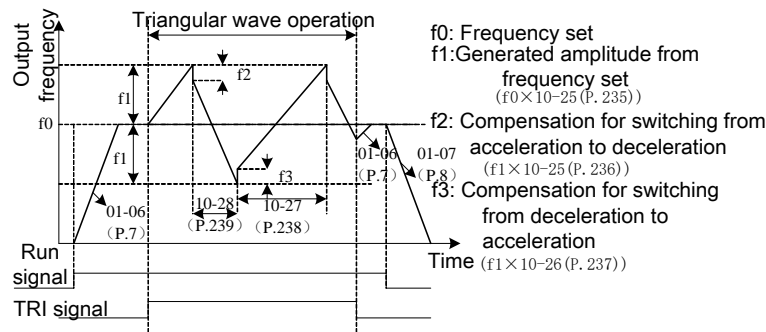 Triangular wave operation
Output
frequency
f0
f1
f1
f2
f3
01-06
(P.7)
10-28
(P.239)
10-27
(P.238)
01-06
(P.7)
01-07
(P.8)
Time
Run
signal
TRI signal
f0: Frequency set
f1:Generated amplitude from
frequency set
(f0×10-25(P.235))
f2: Compensation for switching from
acceleration to deceleration
(f1×10-25(P.236))
f3: Compensation for switching
from deceleration to
acceleration
(f1×10-26(P.237))